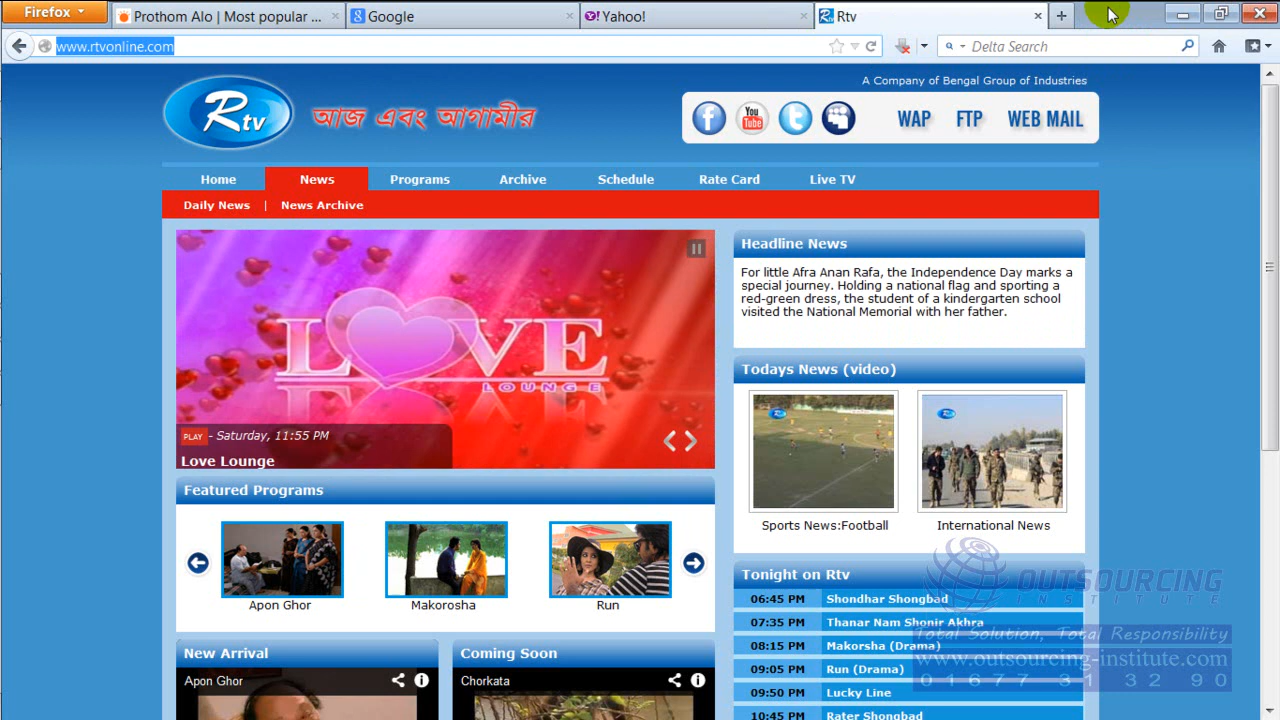 Firefox
Prothom Alo | Most popular ...
Google
Yahoo!
Rtv
www.rtvonline.com
Delta Search
A Company of Bengal Group of Industries
Rtv
আজ এবং আগামীর
You Tube
WAP FTP WEB MAIL
Home News Programs Archive Schedule Rate Card Live TV
Daily News | News Archive
LOVE
LOUNGE
PLAY - Saturday, 11:55 PM
Love Lounge
Headline News
For little Afra Anan Rafa, the Independence Day marks a
special journey. Holding a national flag and sporting a
red-green dress, the student of a kindergarten school
visited the National Memorial with her father.
Todays News (video)
Sports News:Football
International News
Featured Programs
Apon Ghor
Makorosha
Run
Tonight on Rtv
06:45 PM Shondhar Shongbad
07:35 PM Thanar Nam Shonir Akhra
08:15 PM Makorsha (Drama)
09:05 PM Run (Drama)
09:50 PM Lucky Line
10:45 PM Rater Shongbad
New Arrival
Apon Ghor
Coming Soon
Chorkata
OUTSOURCING
INSTITUTE
Total Solution, Total Responsibility
www.outsourcing-institute.com
01677 31 32 90